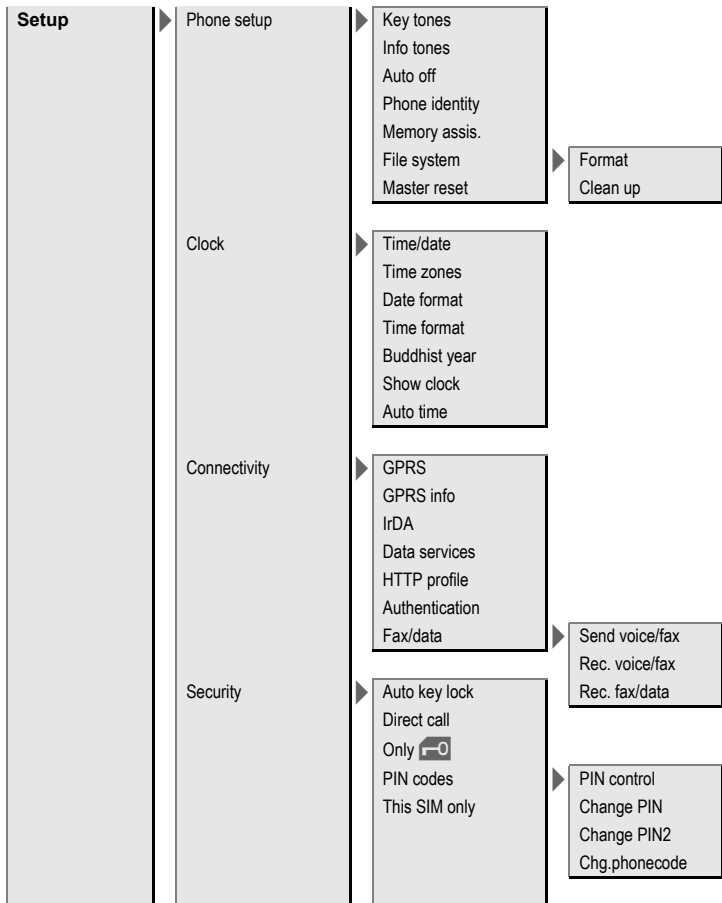 Setup
Phone setup
Key tones
Info tones
Auto off
Phone identity
Memory assis.
File system
Format
Clean up
Master reset
Clock
Time/date
Time zones
Date format
Time format
Buddhist year
Show clock
Auto time
Connectivity
GPRS
GPRS info
IrDA
Data services
HTTP profile
Authentication
Fax/data
Send voice/fax
Rec. voice/fax
Rec. fax/data
Security
Auto key lock
Direct call
Only
PIN codes
PIN control
Change PIN
Change PIN2
Chg.phonecode
This SIM only